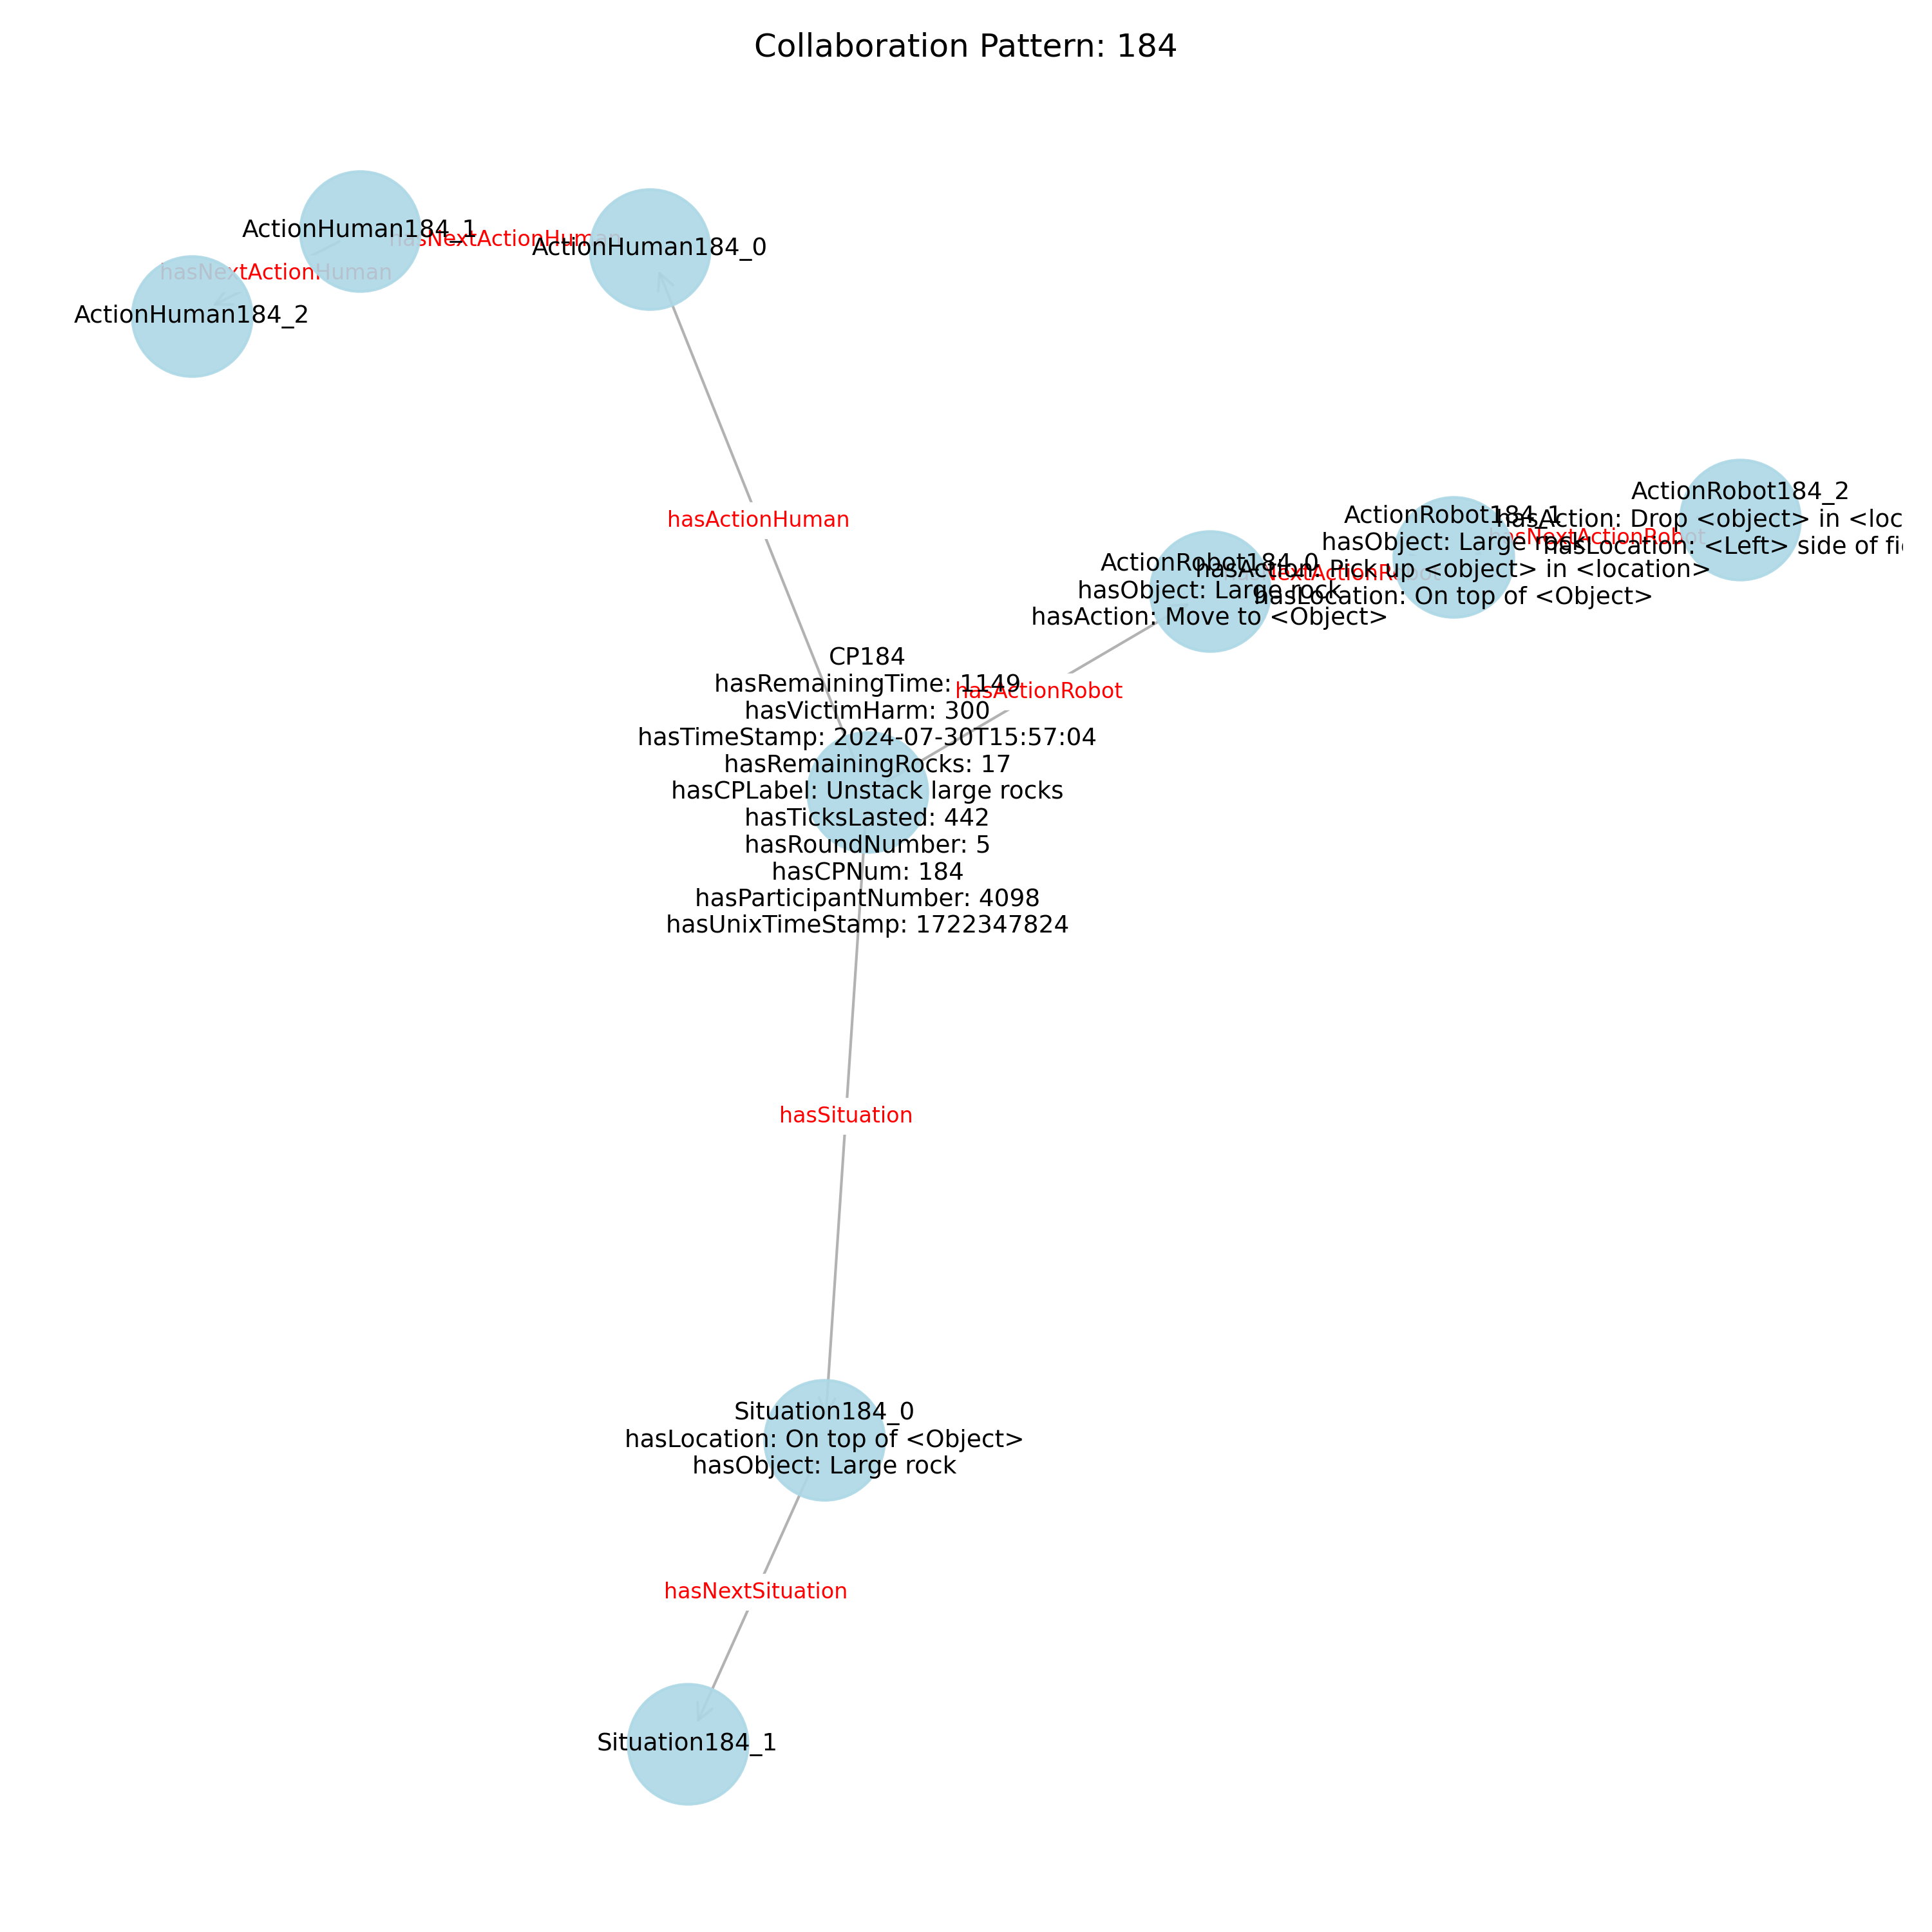 Collaboration Pattern: 184
ActionHuman184_1
hasNextActionHuman
ActionHuman184_0
hasNextActionHuman
ActionHuman184_2
hasActionHuman
ActionRobot184_2
hasAction: Drop <object> in
hasLocation: <Left> side of
hasNextActionRobot
ActionRobot184_1
hasObject: Large rock
hasAction: Pick up <object> in <location>
hasLocation: On top of <Object>
hasNextActionRobot
ActionRobot184_0
hasObject: Large rock
hasAction: Move to <Object>
hasActionRobot
CP184
hasRemainingTime: 1149
hasVictimHarm: 300
hasTimeStamp: 2024-07-30T15:57:04
hasRemainingRocks: 17
hasCPLabel: Unstack large rocks
hasTicksLasted: 442
hasRoundNumber: 5
hasCPNum: 184
hasParticipantNumber: 4098
hasUnixTimeStamp: 1722347824
hasSituation
Situation184_0
hasLocation: On top of <Object>
hasObject: Large rock
hasNextSituation
Situation184_1